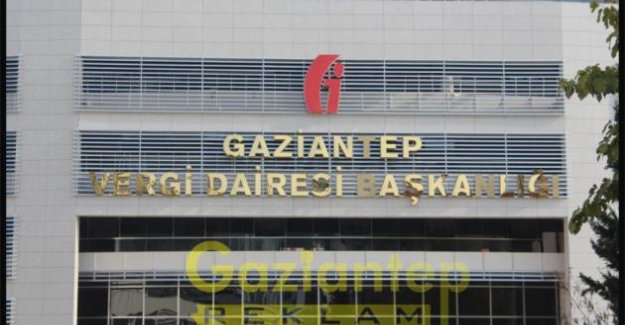 GAZİANTEP
VERGİ DAİRESİ BAŞKANLIĞI
Gaziantep
REKLAM